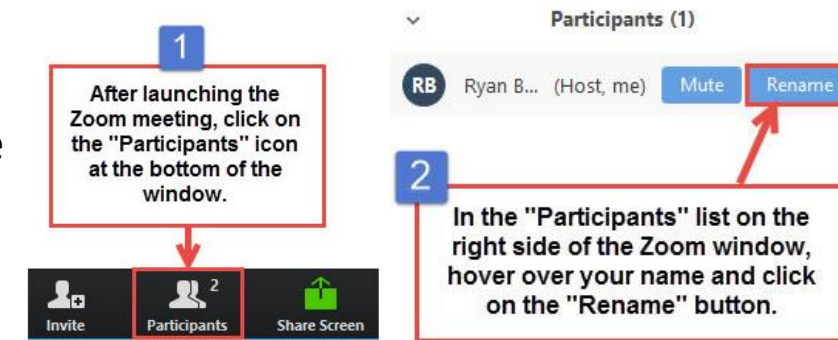 1
After launching the
Zoom meeting, click on
the "Participants" icon
at the bottom of the
window.
2
Invite
Participants
Share Screen
Participants (1)
RB Ryan B... (Host, me) Mute Rename
2
In the "Participants" list on the
right side of the Zoom window,
hover over your name and click
on the "Rename" button.